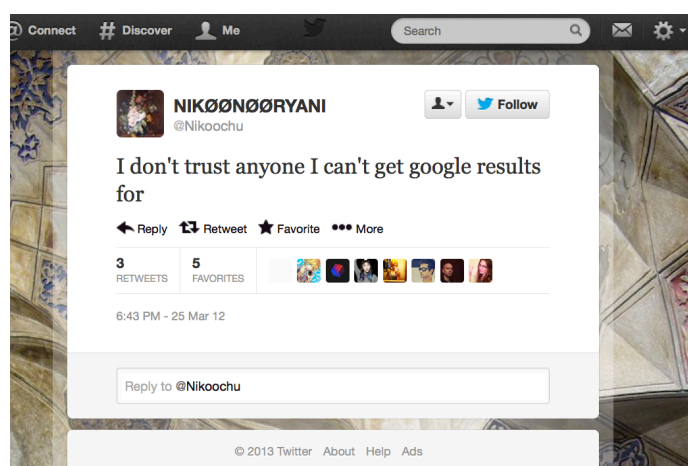 @ Connect # Discover Me Search
NIKØØNØØRYANI
@Nikoochu
Follow
I don't trust anyone I can't get google results
for
Reply Retweet Favorite More
3 RETWEETS 5 FAVORITES
6:43 PM - 25 Mar 12
Reply to @Nikoochu
© 2013 Twitter About Help Ads